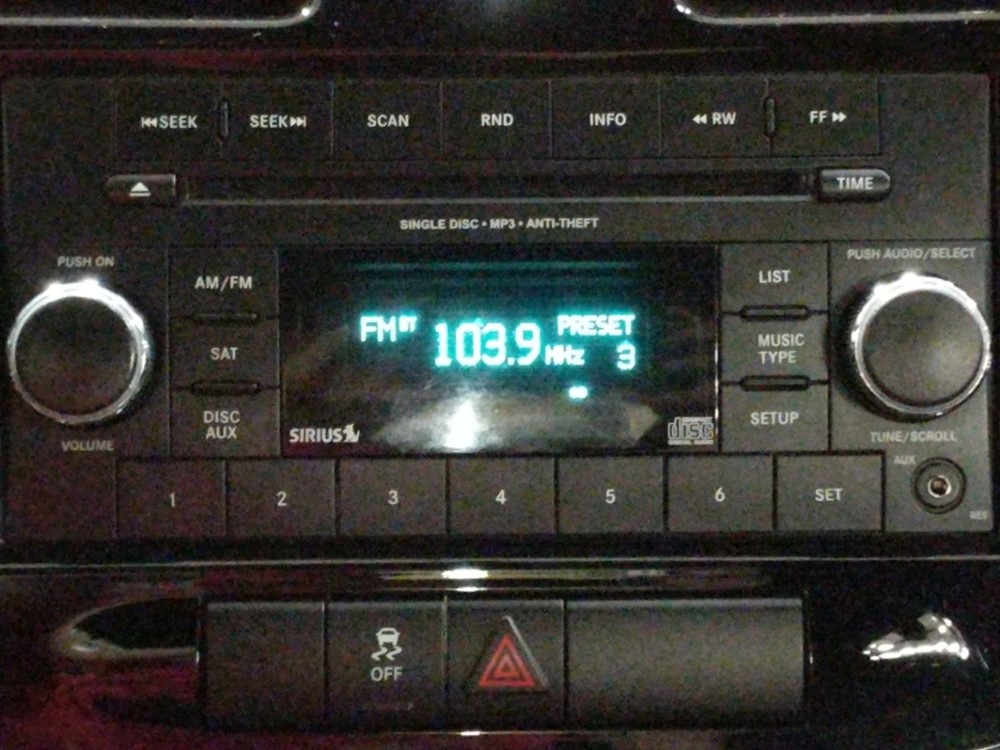 SEEK SEEK SCAN RND INFO RW FF
TIME
SINGLE DISC • MP3 • ANTI-THEFT
PUSH ON
AM/FM
SAT
DISC
AUX
VOLUME
FM 103.9 MHz PRESET 3
SIRIUS
disc
DIGITAL AUDIO
LIST
MUSIC
TYPE
SETUP
PUSH AUDIO/SELECT
TUNE/SCROLL
AUX
1 2 3 4 5 6 SET
OFF